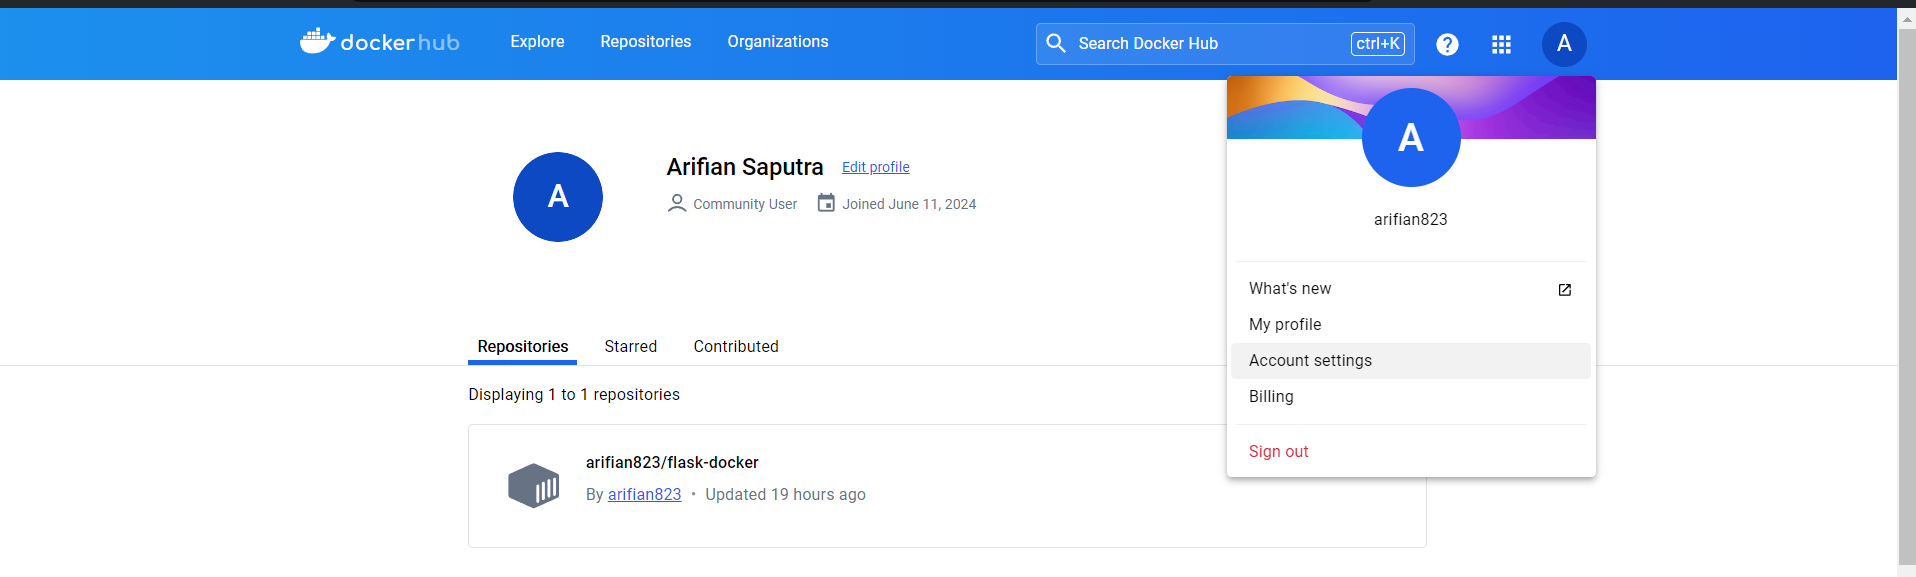 dockerhub Explore Repositories Organizations Search Docker Hub ctrl+K ? A
A
Arifian Saputra Edit profile
Community User Joined June 11, 2024
A
arifian823
What's new
My profile
Account settings
Billing
Sign out
Repositories Starred Contributed
Displaying 1 to 1 repositories
arifian823/flask-docker
By arifian823 • Updated 19 hours ago